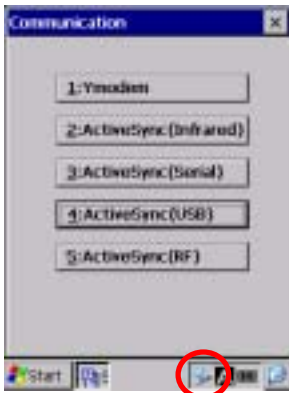 Communication
1:Ymodem
2:ActiveSync(Infrared)
3:ActiveSync(Serial)
4:ActiveSync(USB)
5:ActiveSync(RF)
Start